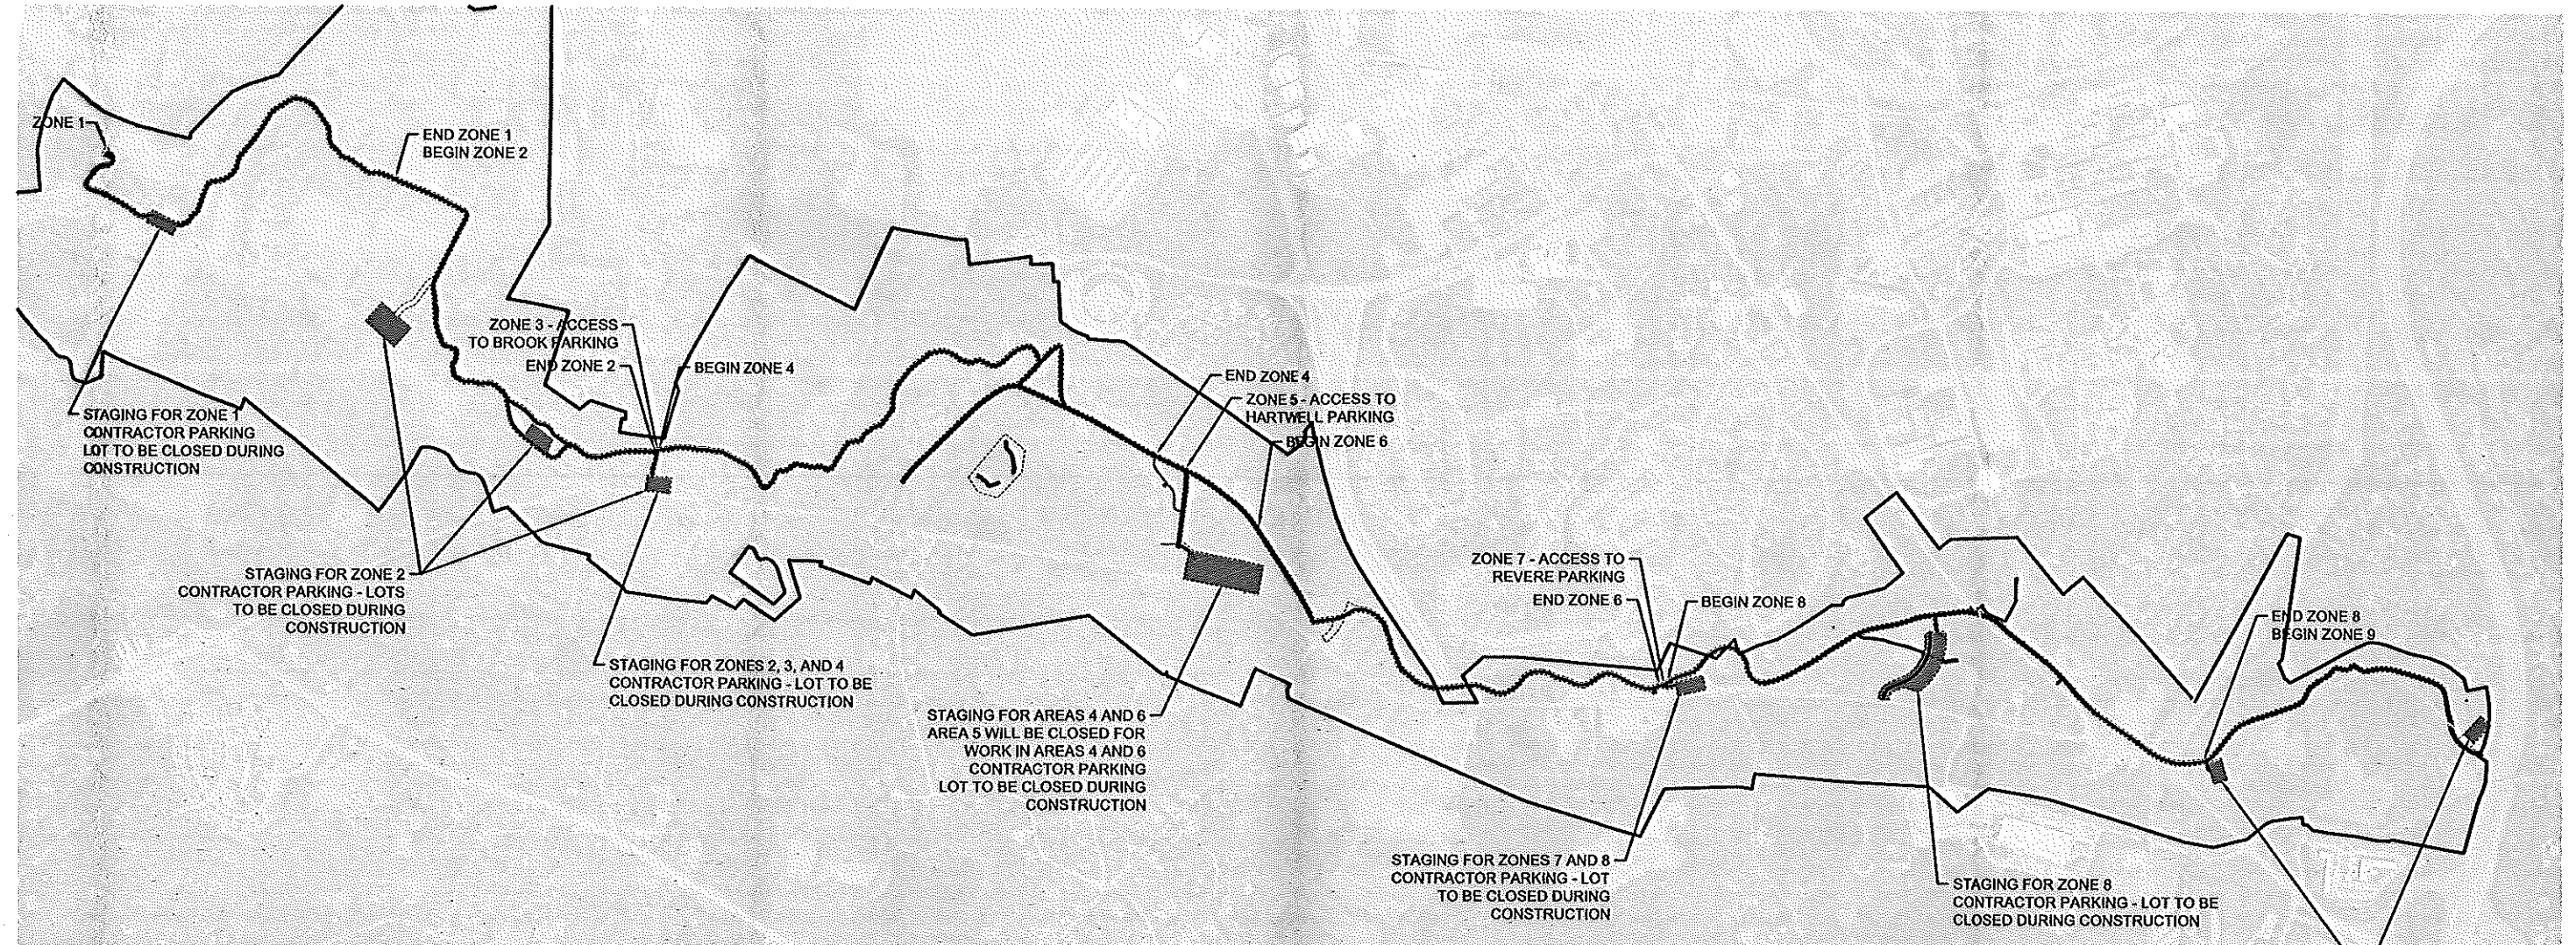 ZONE 1
END ZONE 1
BEGIN ZONE 2
ZONE 3 - ACCESS
TO BROOK PARKING
END ZONE 2
BEGIN ZONE 4
END ZONE 4
ZONE 5 - ACCESS TO
HARTWELL PARKING
BEGIN ZONE 6
STAGING FOR ZONE 1
CONTRACTOR PARKING
LOT TO BE CLOSED DURING
CONSTRUCTION
STAGING FOR ZONE 2
CONTRACTOR PARKING - LOTS
TO BE CLOSED DURING
CONSTRUCTION
STAGING FOR ZONES 2, 3, AND 4
CONTRACTOR PARKING - LOT TO BE
CLOSED DURING CONSTRUCTION
STAGING FOR AREAS 4 AND 6
AREA 5 WILL BE CLOSED FOR
WORK IN AREAS 4 AND 6
CONTRACTOR PARKING
LOT TO BE CLOSED DURING
CONSTRUCTION
ZONE 7 - ACCESS TO
REVERE PARKING
END ZONE 6
BEGIN ZONE 8
END ZONE 8
BEGIN ZONE 9
STAGING FOR ZONES 7 AND 8
CONTRACTOR PARKING - LOT
TO BE CLOSED DURING
CONSTRUCTION
STAGING FOR ZONE 8
CONTRACTOR PARKING - LOT TO BE
CLOSED DURING CONSTRUCTION